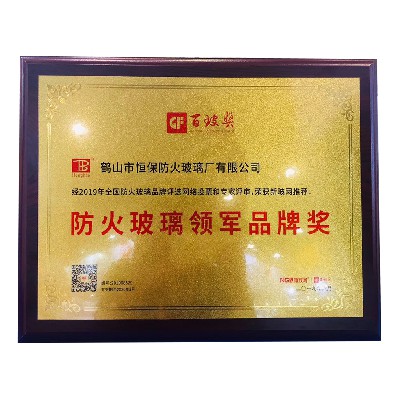 百玻奖
鹤山市恒保防火玻璃厂有限公司
经2019年全国防火玻璃品牌评选网络投票和专家评审,荣获新玻网推荐:
防火玻璃领军品牌奖